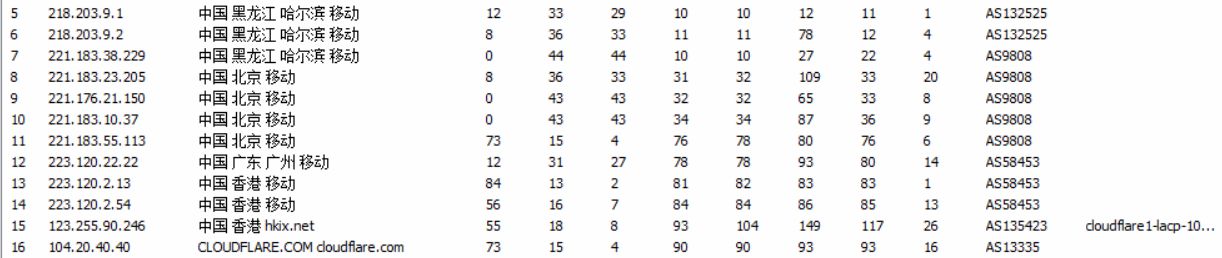 5 218.203.9.1 中国 黑龙江 哈尔滨 移动 12 33 29 10 10 12 11 1 AS132525
6 218.203.9.2 中国 黑龙江 哈尔滨 移动 8 36 33 11 11 78 12 4 AS132525
7 221.183.38.229 中国 黑龙江 哈尔滨 移动 0 44 44 10 10 27 22 4 AS9808
8 221.183.23.205 中国 北京 移动 8 36 33 31 32 109 33 20 AS9808
9 221.176.21.150 中国 北京 移动 0 43 43 32 32 65 33 8 AS9808
10 221.183.10.37 中国 北京 移动 0 43 43 34 34 87 36 9 AS9808
11 221.183.55.113 中国 北京 移动 73 15 4 76 78 80 76 6 AS9808
12 223.120.22.22 中国 广东 广州 移动 12 31 27 78 78 93 80 14 AS58453
13 223.120.2.13 中国 香港 移动 84 13 2 81 82 83 83 1 AS58453
14 223.120.2.54 中国 香港 移动 56 16 7 84 84 86 85 13 AS58453
15 123.255.90.246 中国 香港 hkix.net 55 18 8 93 104 149 117 26 AS135423 cloudflare1-lacp-10...
16 104.20.40.40 CLOUDFLARE.COM cloudflare.com 73 15 4 90 90 93 93 16 AS13335